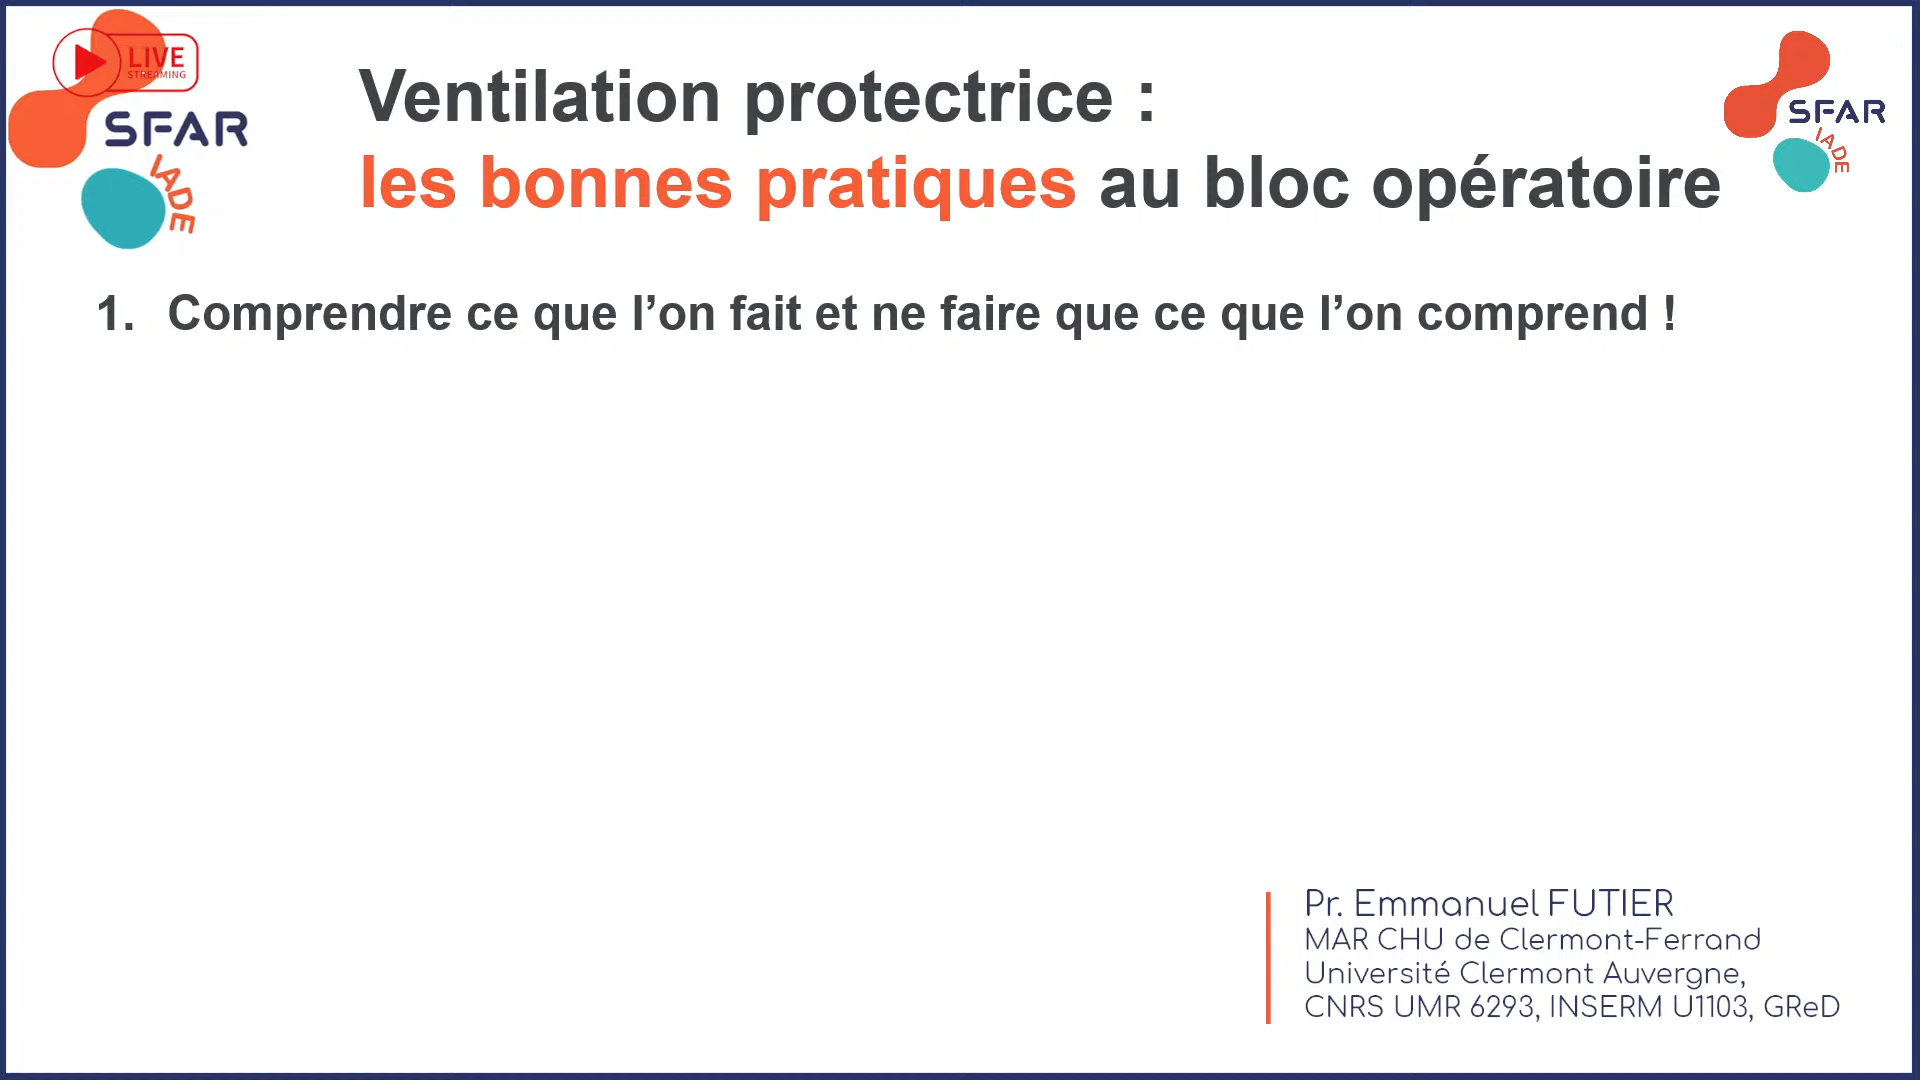 LIVE
STREAMING
SFAR
IADE
Ventilation protectrice :
les bonnes pratiques au bloc opératoire
SFAR
IADE
1. Comprendre ce que l’on fait et ne faire que ce que l’on comprend !
Pr. Emmanuel FUTIER
MAR CHU de Clermont-Ferrand
Université Clermont Auvergne,
CNRS UMR 6293, INSERM U1103, GReD